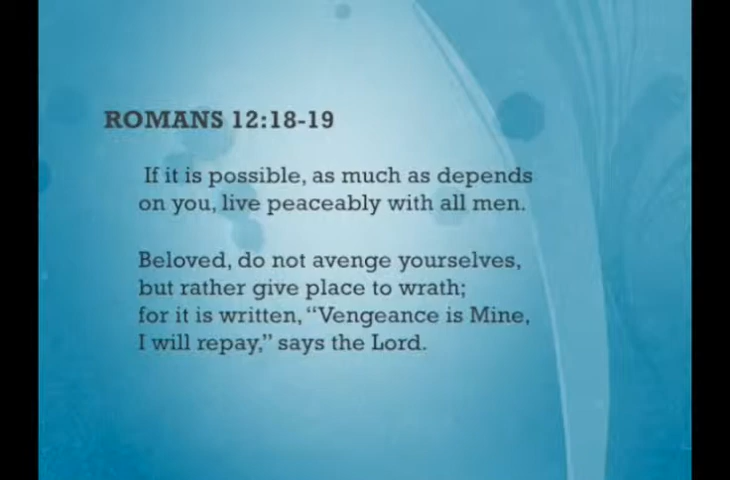 ROMANS 12:18-19
If it is possible, as much as depends
on you, live peaceably with all men.
Beloved, do not avenge yourselves,
but rather give place to wrath;
for it is written, “Vengeance is Mine,
I will repay,” says the Lord.